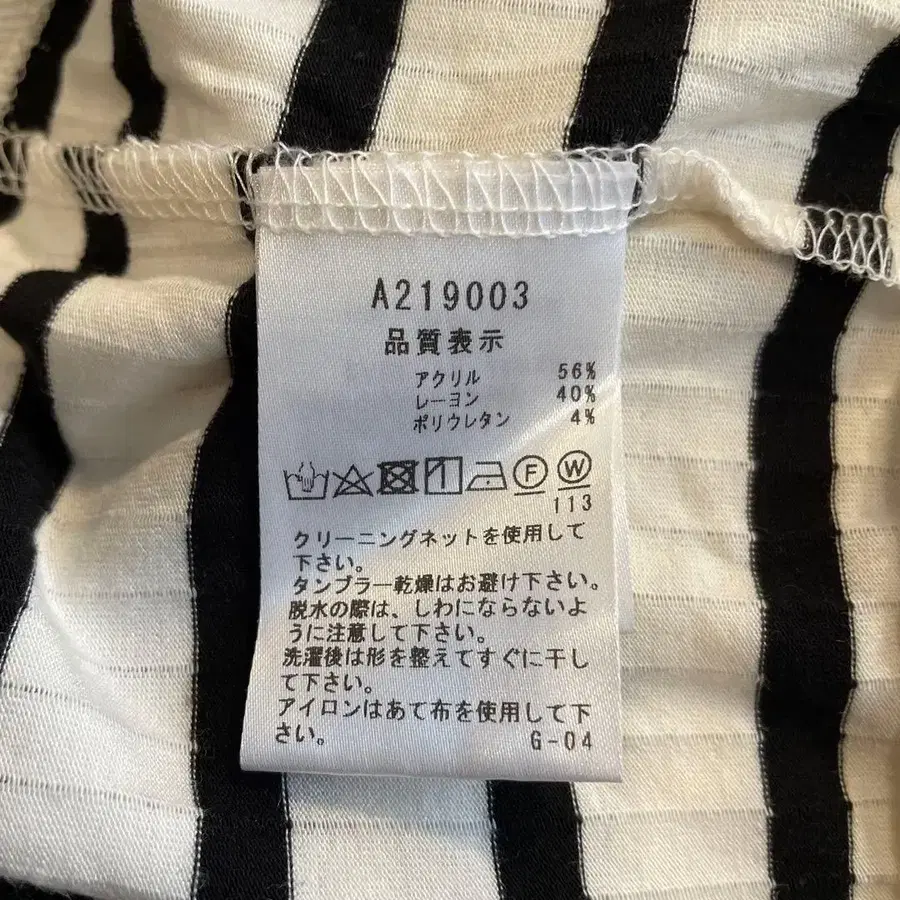 A219003
品質表示
アクリル 56%
レーヨン 40%
ポリウレタン 4%
F W
113
クリーニングネットを使用して
下さい。
タンブラー乾燥はお避け下さい。
脱水の際は、しわにならないよ
うに注意して下さい。
洗濯後は形を整えてすぐに干し
て下さい。
アイロンはあて布を使用して下
さい。 G-04